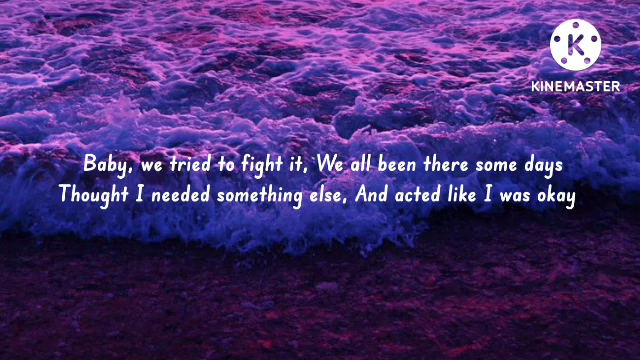 KINEMASTER
Baby, we tried to fight it, We all been there some days
Thought I needed something else, And acted like I was okay